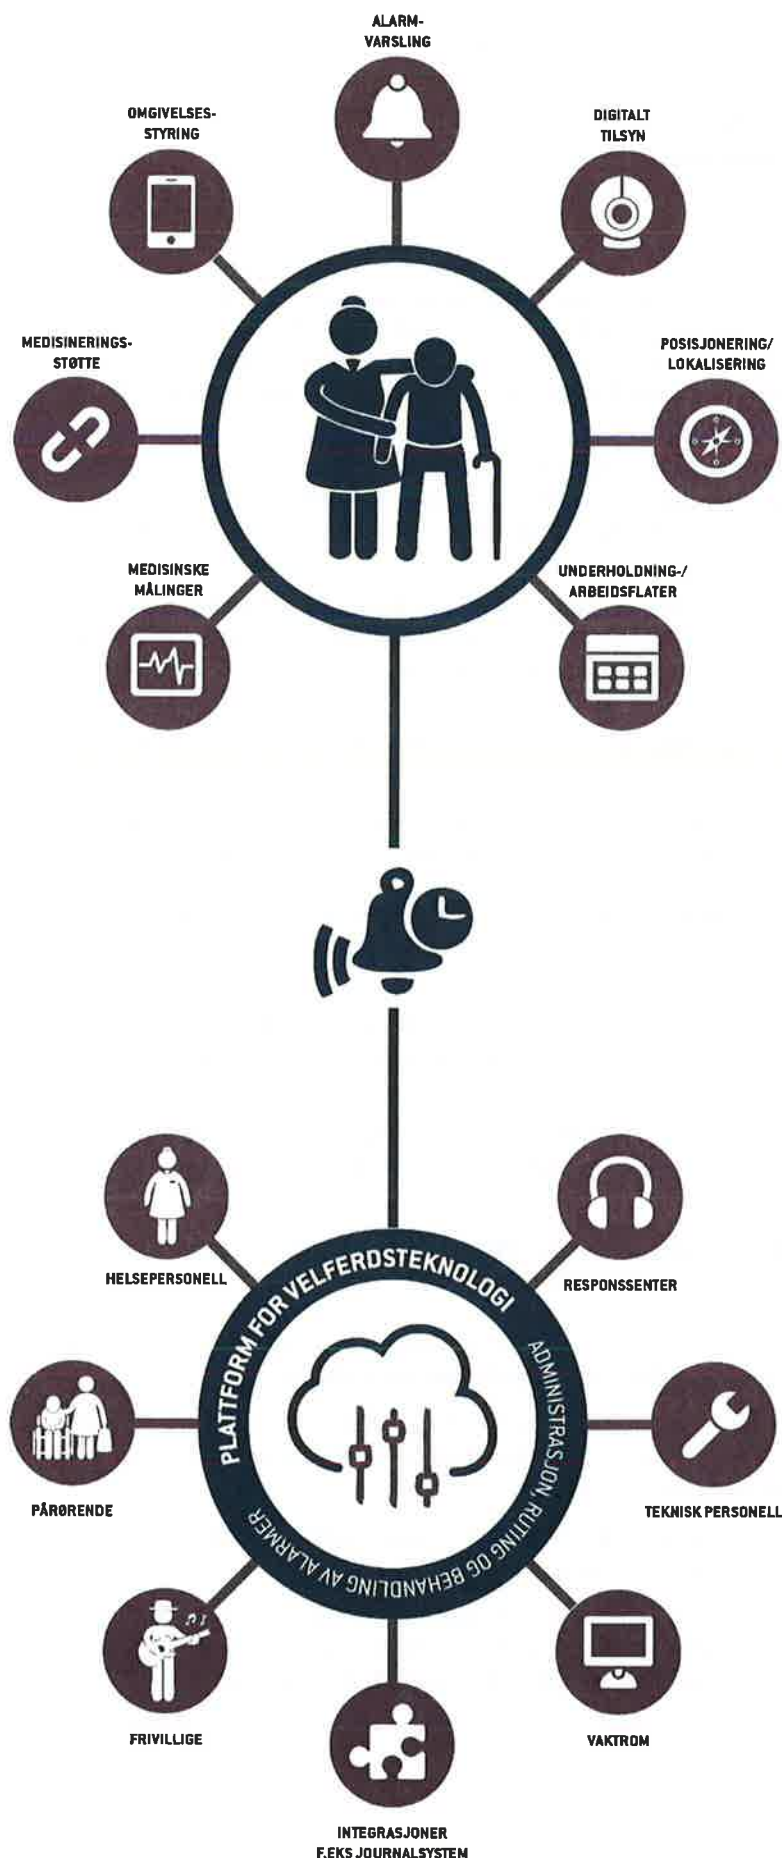 ALARM-
VARSLING
OMGIVELSES-
STYRING
DIGITALT
TILSYN
MEDISINERINGS-
STØTTE
POSISJONERING/
LOKALISERING
MEDISINSKE
MÅLINGER
UNDERHOLDNING-/
ARBEIDSFLATER
HELSEPERSONELL
RESPONSSENTER
PLATTFORM FOR VELFERDSTEKNOLOGI
ADMINISTRASJON, RUTING OG BEHANDLING AV ALARMER
PÅRØRENDE
TEKNISK PERSONELL
FRIVILLIGE
VAKTROM
INTEGRASJONER
F.EKS JOURNALSYSTEM